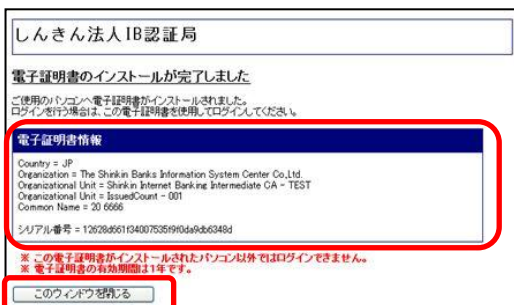 しんきん法人IB認証局
電子証明書のインストールが完了しました
ご使用のパソコンへ電子証明書がインストールされました。
ログインを行う場合は、この電子証明書を使用してログインしてください。
電子証明書情報
Country = JP
Organization = The Shinkin Banks Information System Center Co.,Ltd.
Organizational Unit = Shinkin Internet Banking Intermediate CA - TEST
Organizational Unit = IssuedCount - 001
Common Name = 20 6666
シリアル番号 = 12628d661f34007535f9f0da9db6348d
※ この電子証明書がインストールされたパソコン以外ではログインできません。
※ 電子証明書の有効期間は1年です。
このウィンドウを閉じる